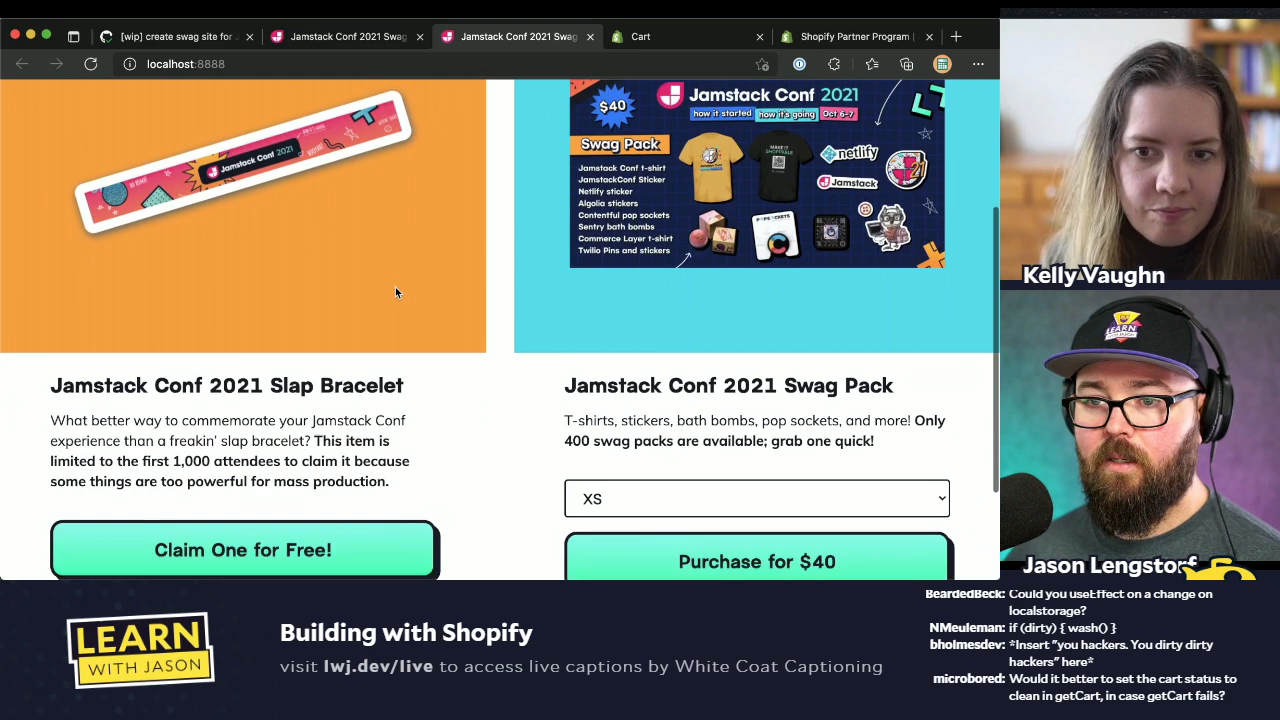 [wip] create swag site for J
Jamstack Conf 2021 Swag
Jamstack Conf 2021 Swag
Cart
Shopify Partner Program |
localhost:8888
Jamstack Conf 2021
$40
Jamstack Conf 2021
how it started
how it's going
Oct 6-7
Swag Pack
Jamstack Conf t-shirt
JamstackConf Sticker
Netlify sticker
Algolia stickers
Contentful pop sockets
Sentry bath bombs
Commerce Layer t-shirt
Twilio Pins and stickers
MAKE IT
SHOPPABLE
netlify
Jamstack
Jamstack Conf 2021 Slap Bracelet
What better way to commemorate your Jamstack Conf
experience than a freakin' slap bracelet? This item is
limited to the first 1,000 attendees to claim it because
some things are too powerful for mass production.
Claim One for Free!
Jamstack Conf 2021 Swag Pack
T-shirts, stickers, bath bombs, pop sockets, and more! Only
400 swag packs are available; grab one quick!
XS
Purchase for $40
Kelly Vaughn
LEARN
Jason Lengstorf
LEARN
WITH JASON
Building with Shopify
visit lwj.dev/live to access live captions by White Coat Captioning
BeardedBeck: Could you useEffect on a change on
localstorage?
NMeuleman: if (dirty) { wash() }
bholmesdev: *Insert "you hackers. You dirty dirty
hackers" here*
microbored: Would it better to set the cart status to
clean in getCart, in case getCart fails?